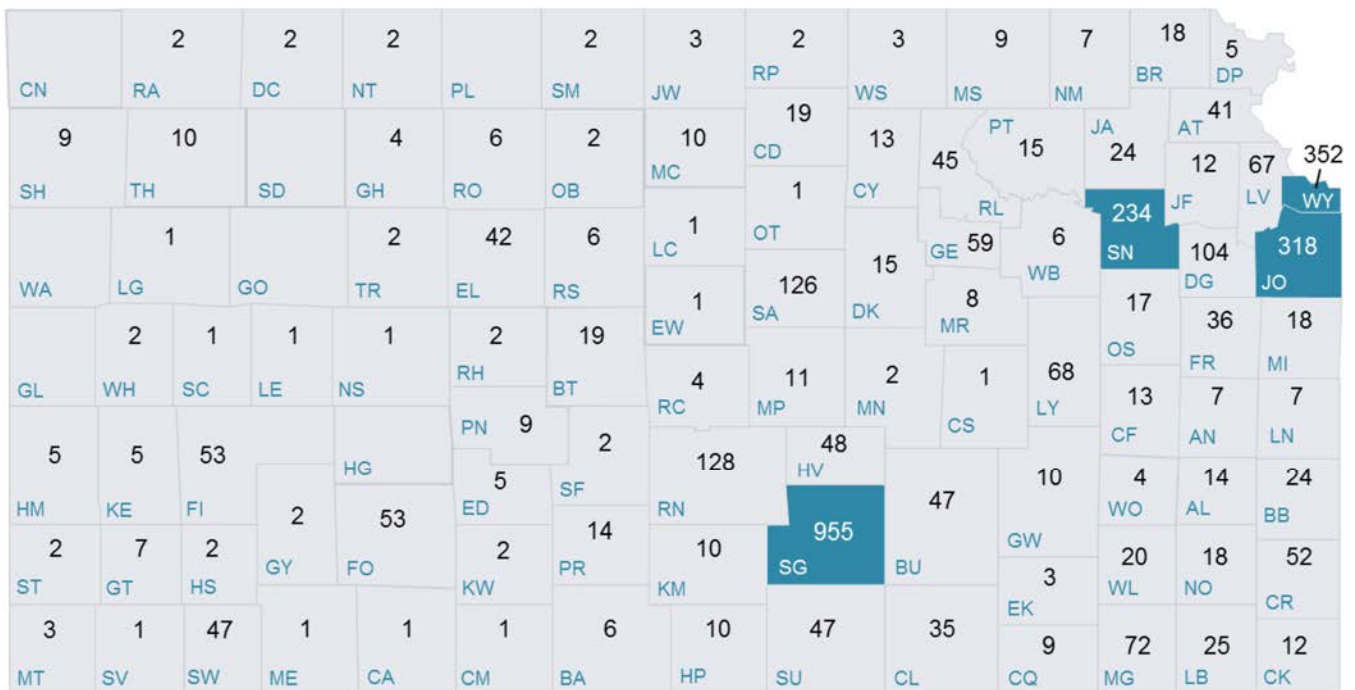 2 2 2 2 3 2 3 9 7 18 5
CN RA DC NT PL SM JW RP WS MS NM BR DP
9 10 4 6 2 10 19 13 45 PT 15 JA 24 AT 41 12 67 352
SH TH SD GH RO OB MC CD CY RL JF LV WY
1 2 42 6 1 1 15 GE 59 6 234 104 318
WA LG GO TR EL RS LC OT DK WB SN DG JO
1 126 8 17 36 18
EW SA MR OS FR MI
2 1 1 1 2 19 4 11 2 1 68 13 7 7
GL WH SC LE NS RH BT RC MP MN CS LY CF AN LN
5 5 53 PN 9 2 128 48 47 10 4 14 24
HM KE FI HG SF RN HV BU GW WO AL BB
2 53 5 14 10 955 20 18 52
GY FO ED PR KM SG WL NO CR
2 7 2 2 3
ST GT HS KW EK
3 1 47 1 1 1 6 10 47 35 9 72 25 12
MT SV SW ME CA CM BA HP SU CL CQ MG LB CK